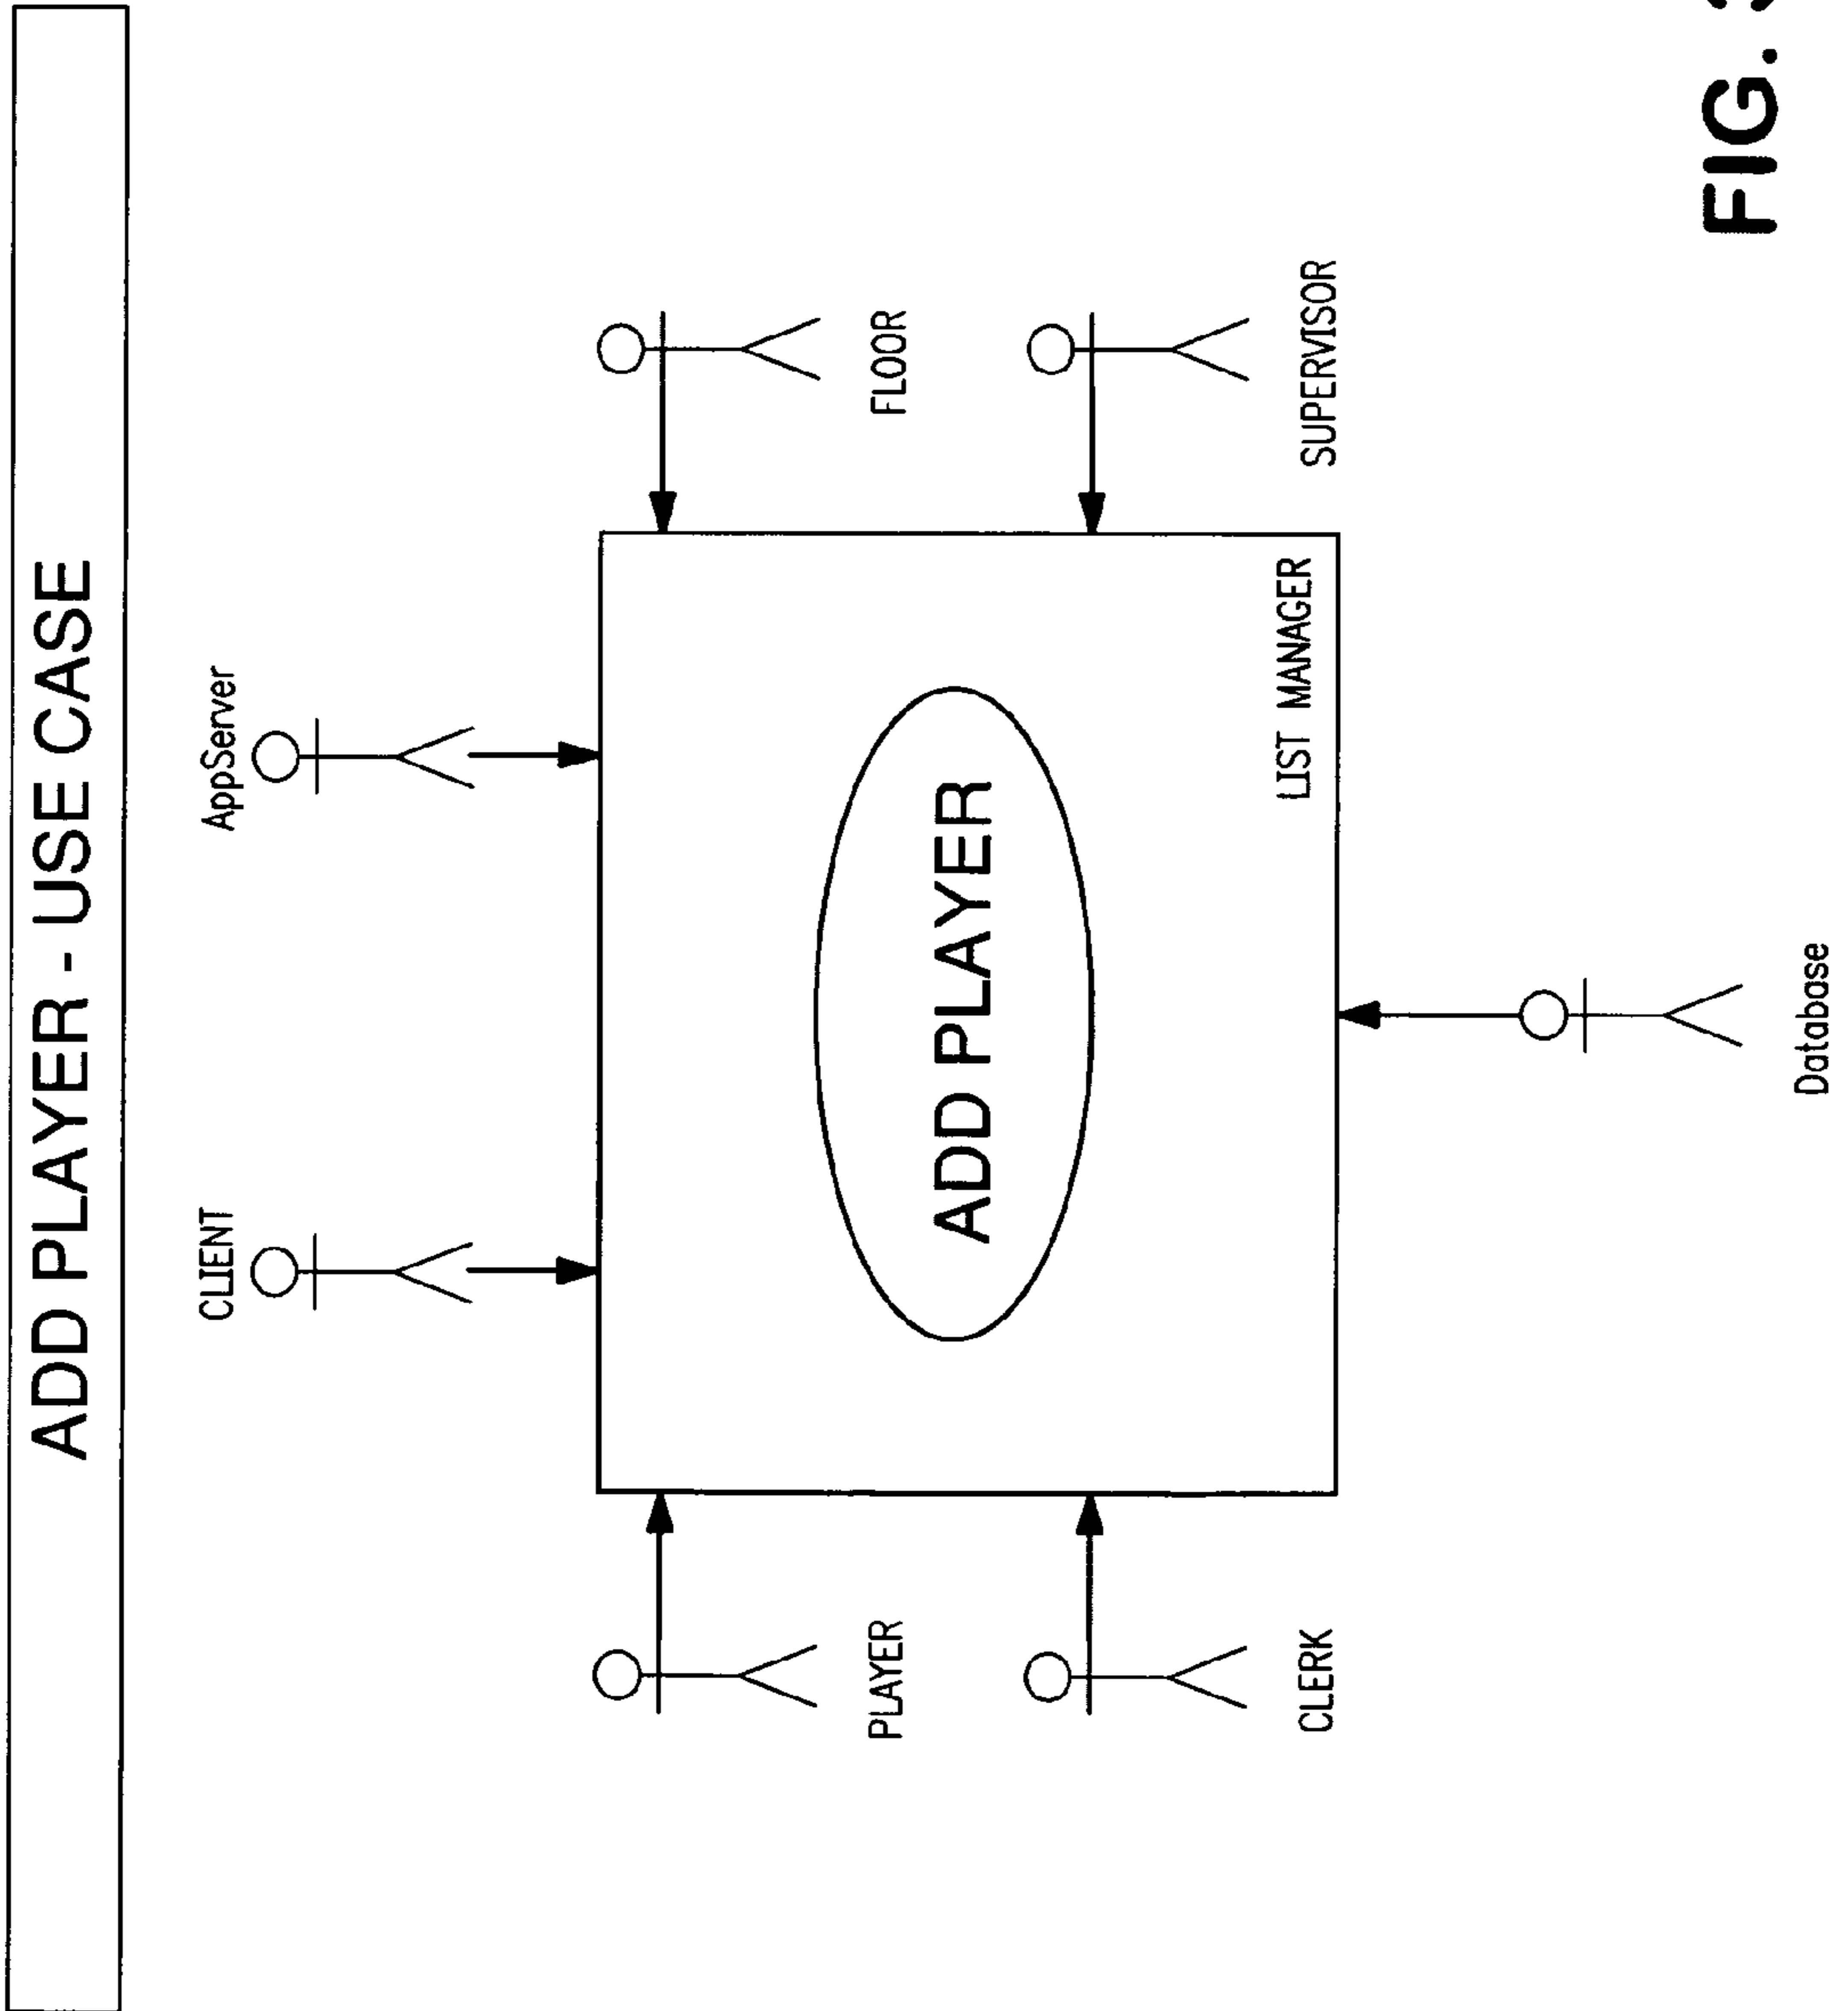 ADD PLAYER - USE CASE
CLIENT
AppServer
PLAYER
FLOOR
ADD PLAYER
CLERK
LIST MANAGER
SUPERVISOR
Database
FIG.